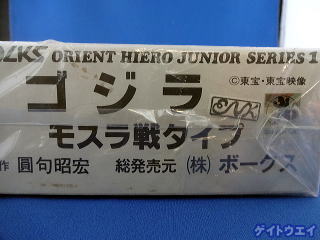 OLKS ORIENT HIERO JUNIOR SERIES 1
©東宝・東宝映像
ゴジラ
モスラ戦タイプ
作 圓句昭宏 総発売元 (株) ボークス
ゲイトウエイ